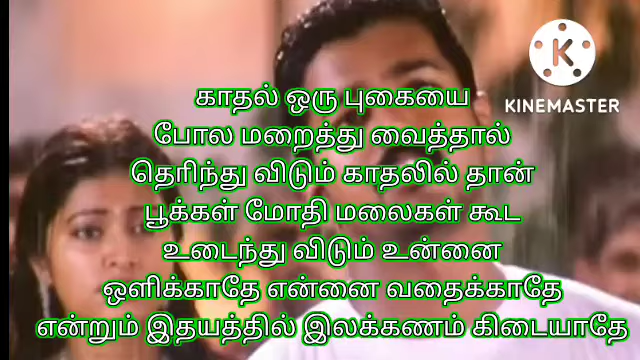 KINEMASTER
காதல் ஒரு புகையை
போல மறைத்து வைத்தால்
தெரிந்து விடும் காதலில் தான்
பூக்கள் மோதி மலைகள் கூட
உடைந்து விடும் உன்னை
ஒளிக்காதே என்னை வதைக்காதே
என்றும் இதயத்தில் இலக்கணம் கிடையாதே